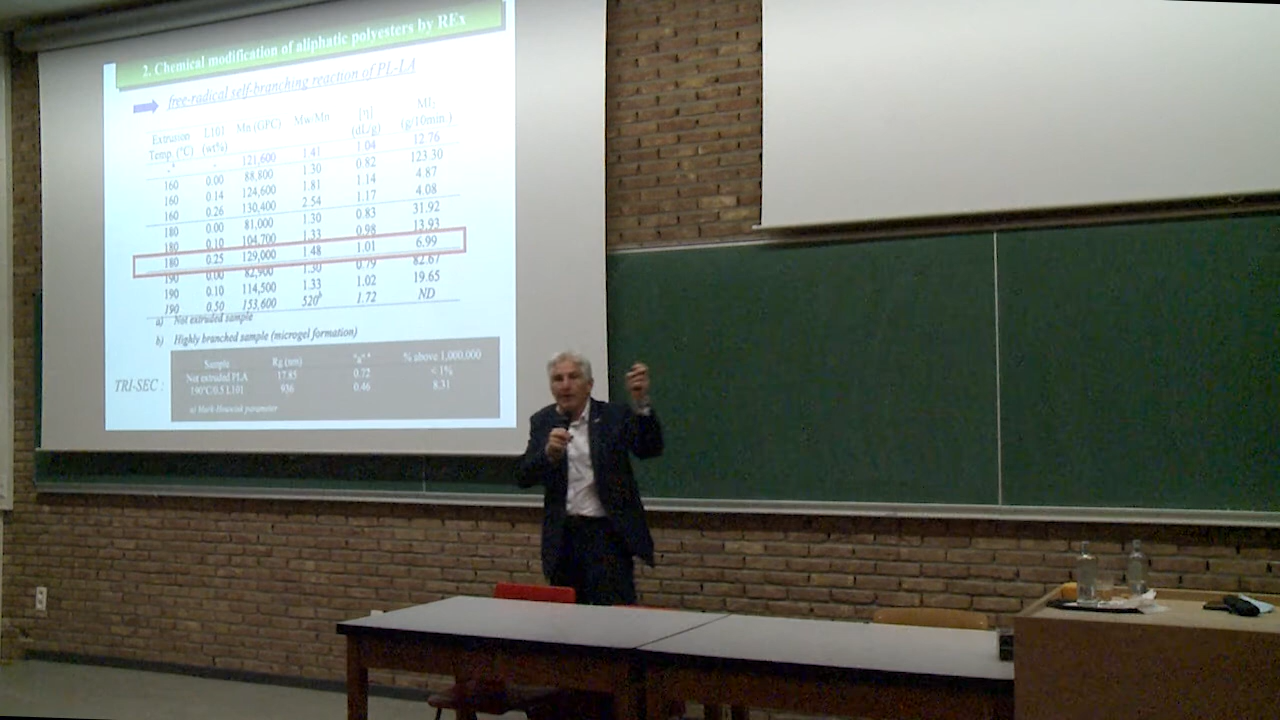 2. Chemical modification of aliphatic polyesters by REx
free-radical self-branching reaction of PL-LA
Extrusion Temp. (°C) L101 (wt%) Mn (GPC) Mw/Mn [η] (dL/g) MI2 (g/10min.)
-a - 121,600 1.41 1.04 12.76
160 0.00 88,800 1.30 0.82 123.30
160 0.14 124,600 1.81 1.14 4.87
160 0.26 130,400 2.54 1.17 4.08
180 0.00 81,000 1.30 0.83 31.92
180 0.10 104,700 1.33 0.98 13.93
180 0.25 129,000 1.48 1.01 6.99
190 0.00 82,900 1.30 0.79 82.67
190 0.10 114,500 1.33 1.02 19.65
190 0.50 153,600 520b 1.72 ND
a) Not extruded sample
b) Highly branched sample (microgel formation)
TRI-SEC :
Sample Rg (nm) "a" a % above 1,000,000
Not extruded PLA 17.85 0.72 < 1%
190°C/0.5 L101 936 0.46 8.31
a) Mark-Houwink parameter